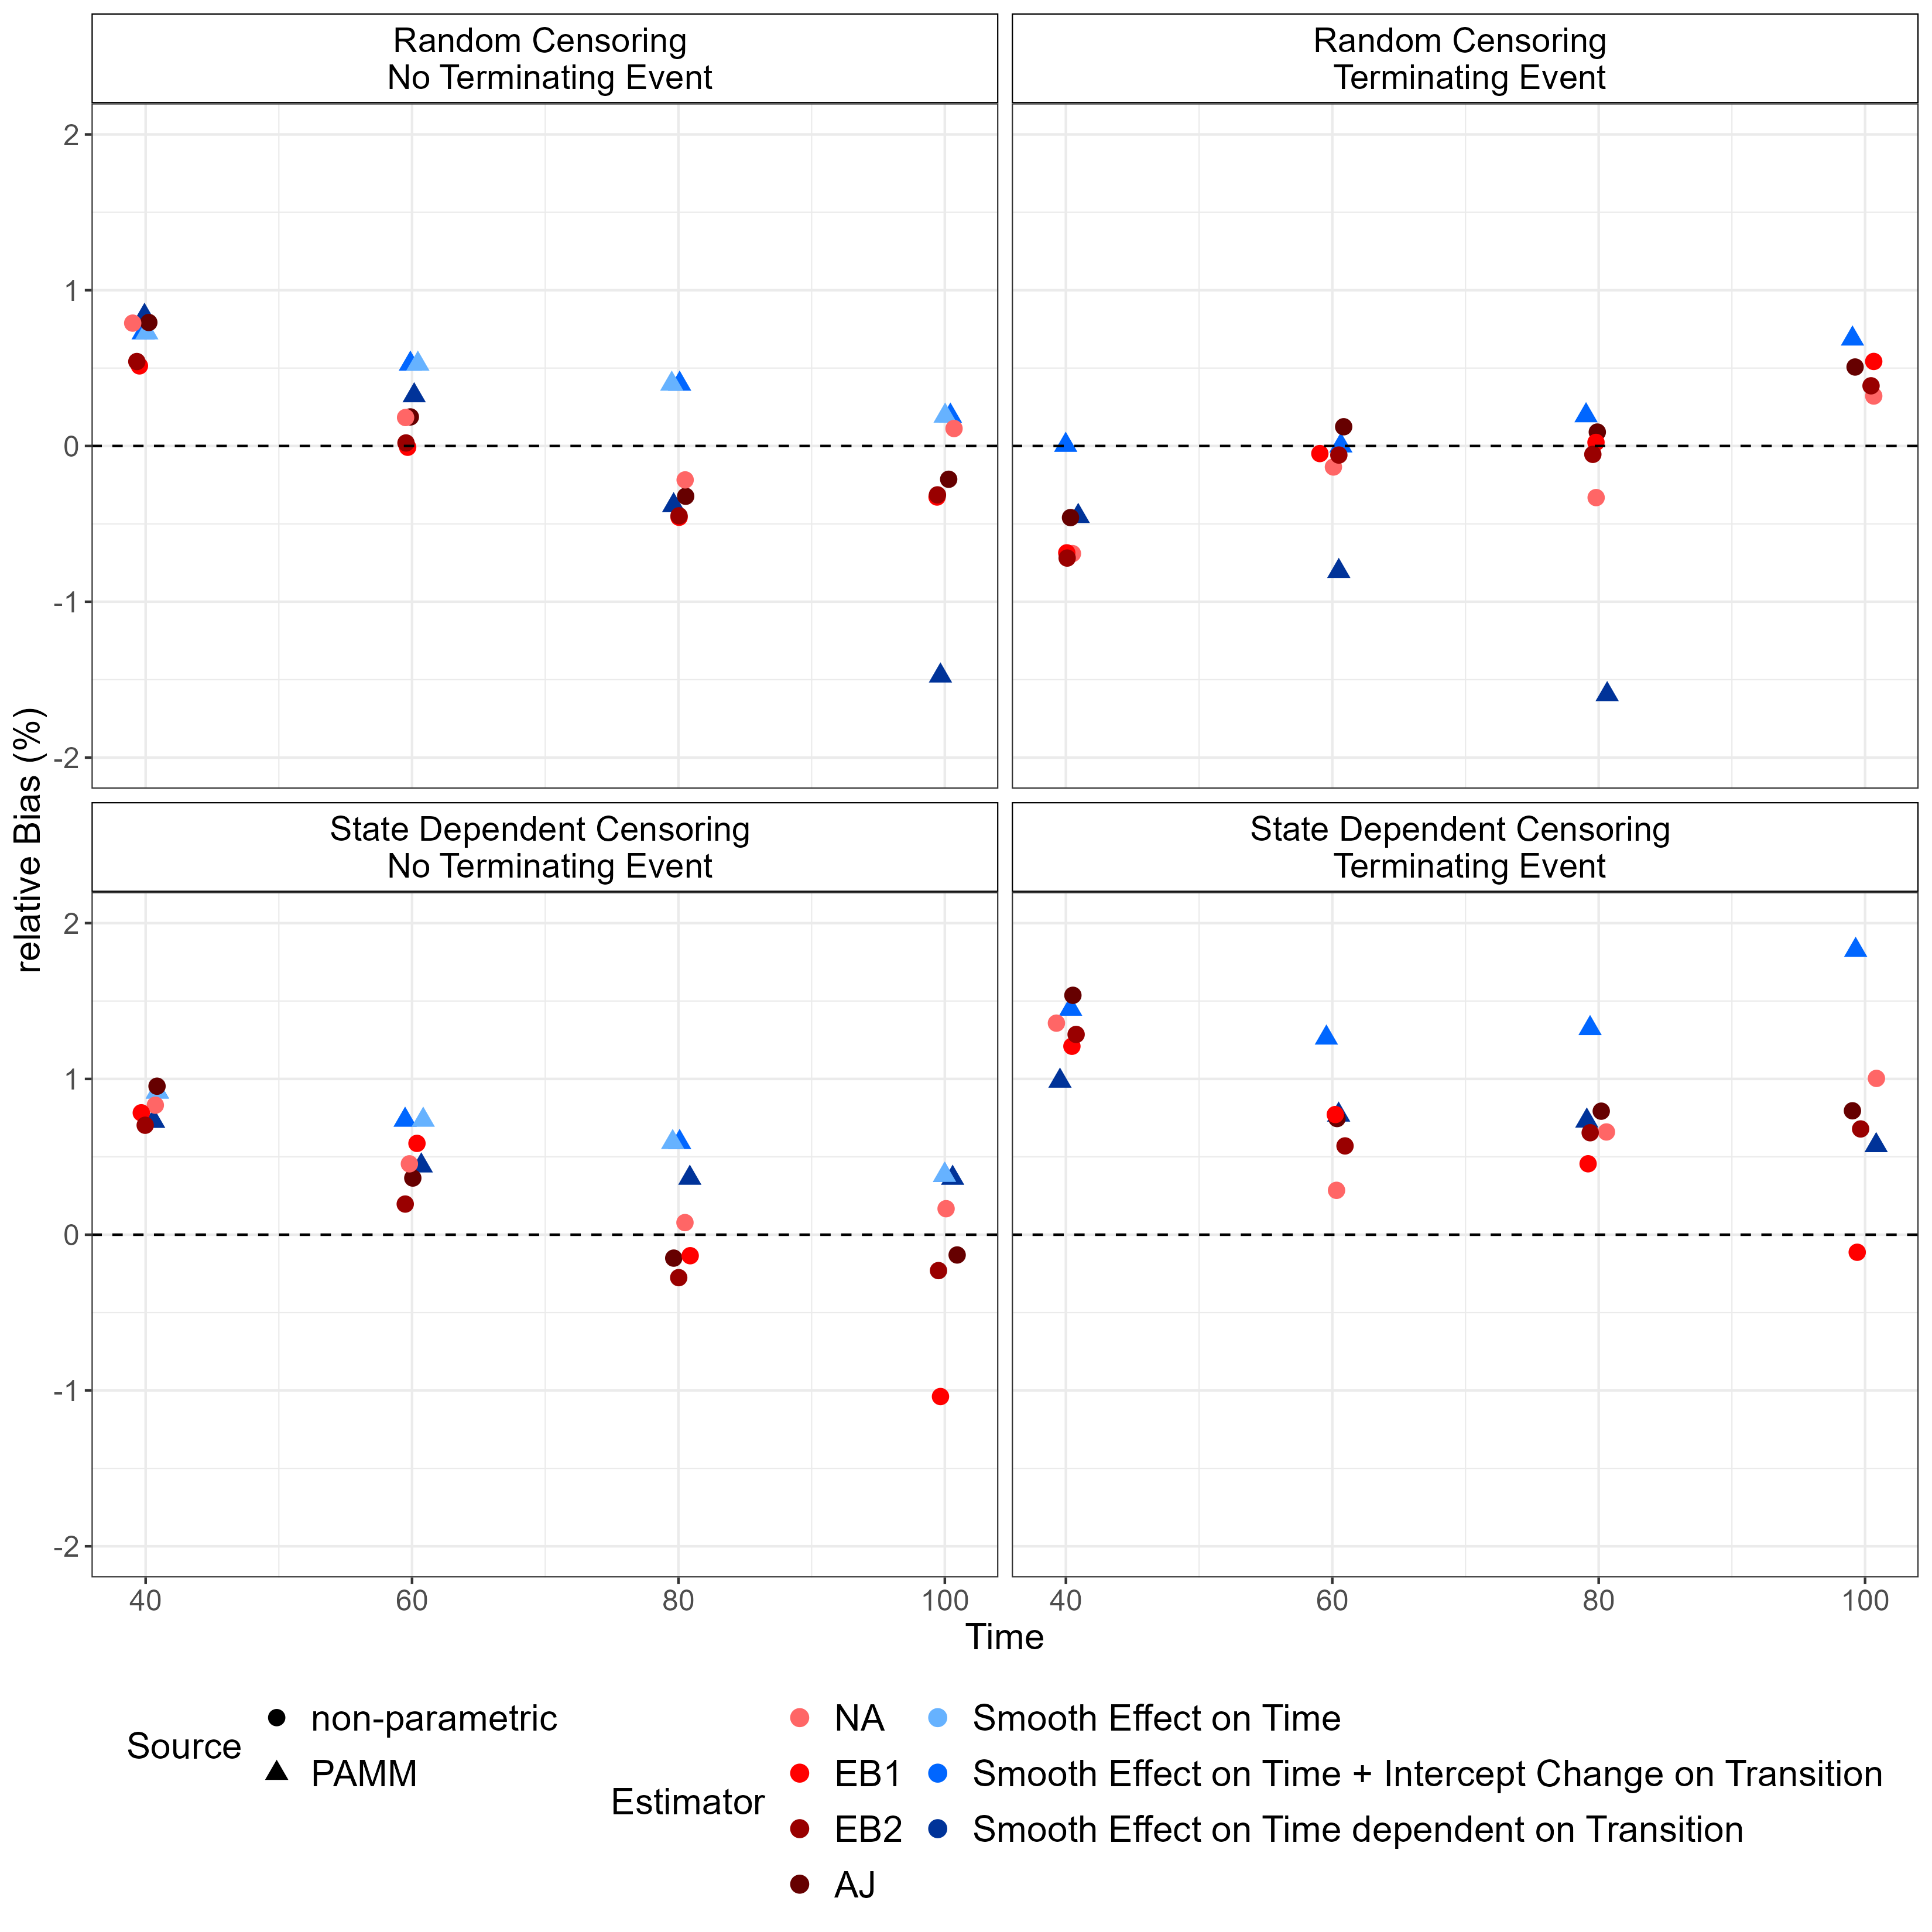 Random Censoring
No Terminating Event
Random Censoring
Terminating Event
2
1
0
-1
-2
State Dependent Censoring
No Terminating Event
State Dependent Censoring
Terminating Event
2
1
0
-1
-2
relative Bias (%)
40 60 80 100
40 60 80 100
Time
Source
non-parametric
PAMM
Estimator
NA
EB1
EB2
AJ
Smooth Effect on Time
Smooth Effect on Time + Intercept Change on Transition
Smooth Effect on Time dependent on Transition